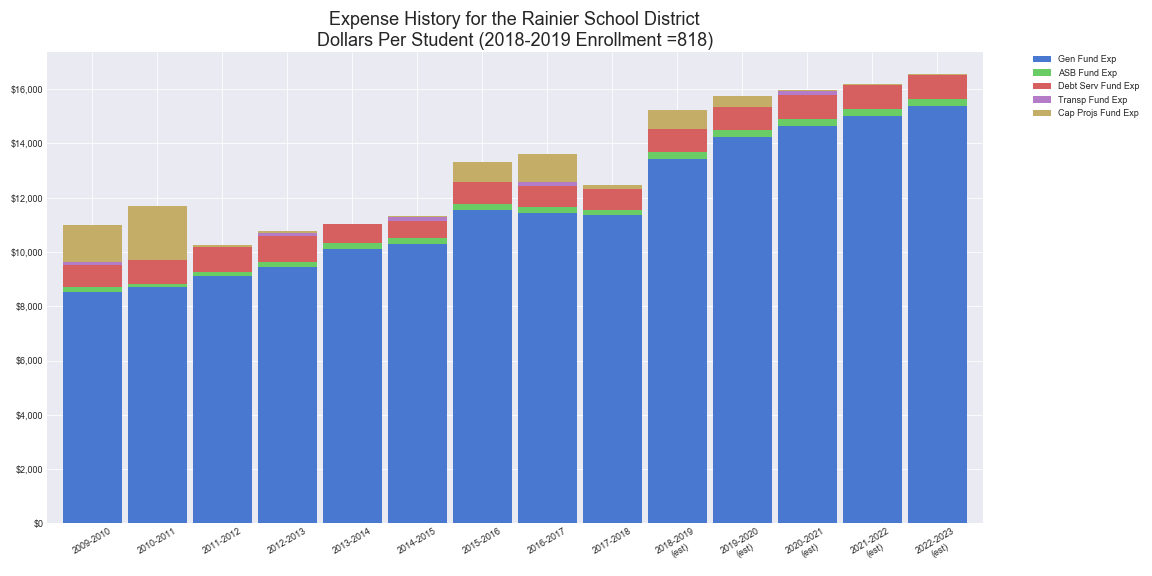 Expense History for the Rainier School District
Dollars Per Student (2018-2019 Enrollment =818)
Gen Fund Exp
ASB Fund Exp
Debt Serv Fund Exp
Transp Fund Exp
Cap Projs Fund Exp
$16,000
$14,000
$12,000
$10,000
$8,000
$6,000
$4,000
$2,000
$0
2009-2010
2010-2011
2011-2012
2012-2013
2013-2014
2014-2015
2015-2016
2016-2017
2017-2018
2018-2019
(est)
2019-2020
(est)
2020-2021
(est)
2021-2022
(est)
2022-2023
(est)